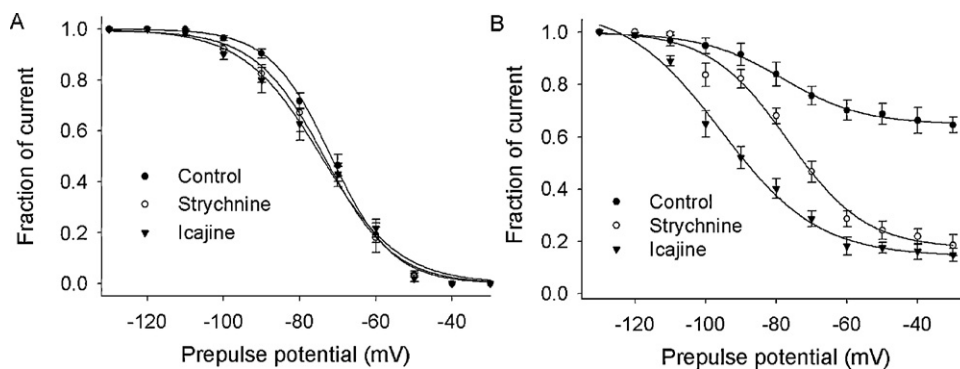 A
Fraction of current
1.0
0.8
0.6
0.4
0.2
0.0
Control
Strychnine
Icajine
-120 -100 -80 -60 -40
Prepulse potential (mV)
B
Fraction of current
1.0
0.8
0.6
0.4
0.2
0.0
Control
Strychnine
Icajine
-120 -100 -80 -60 -40
Prepulse potential (mV)